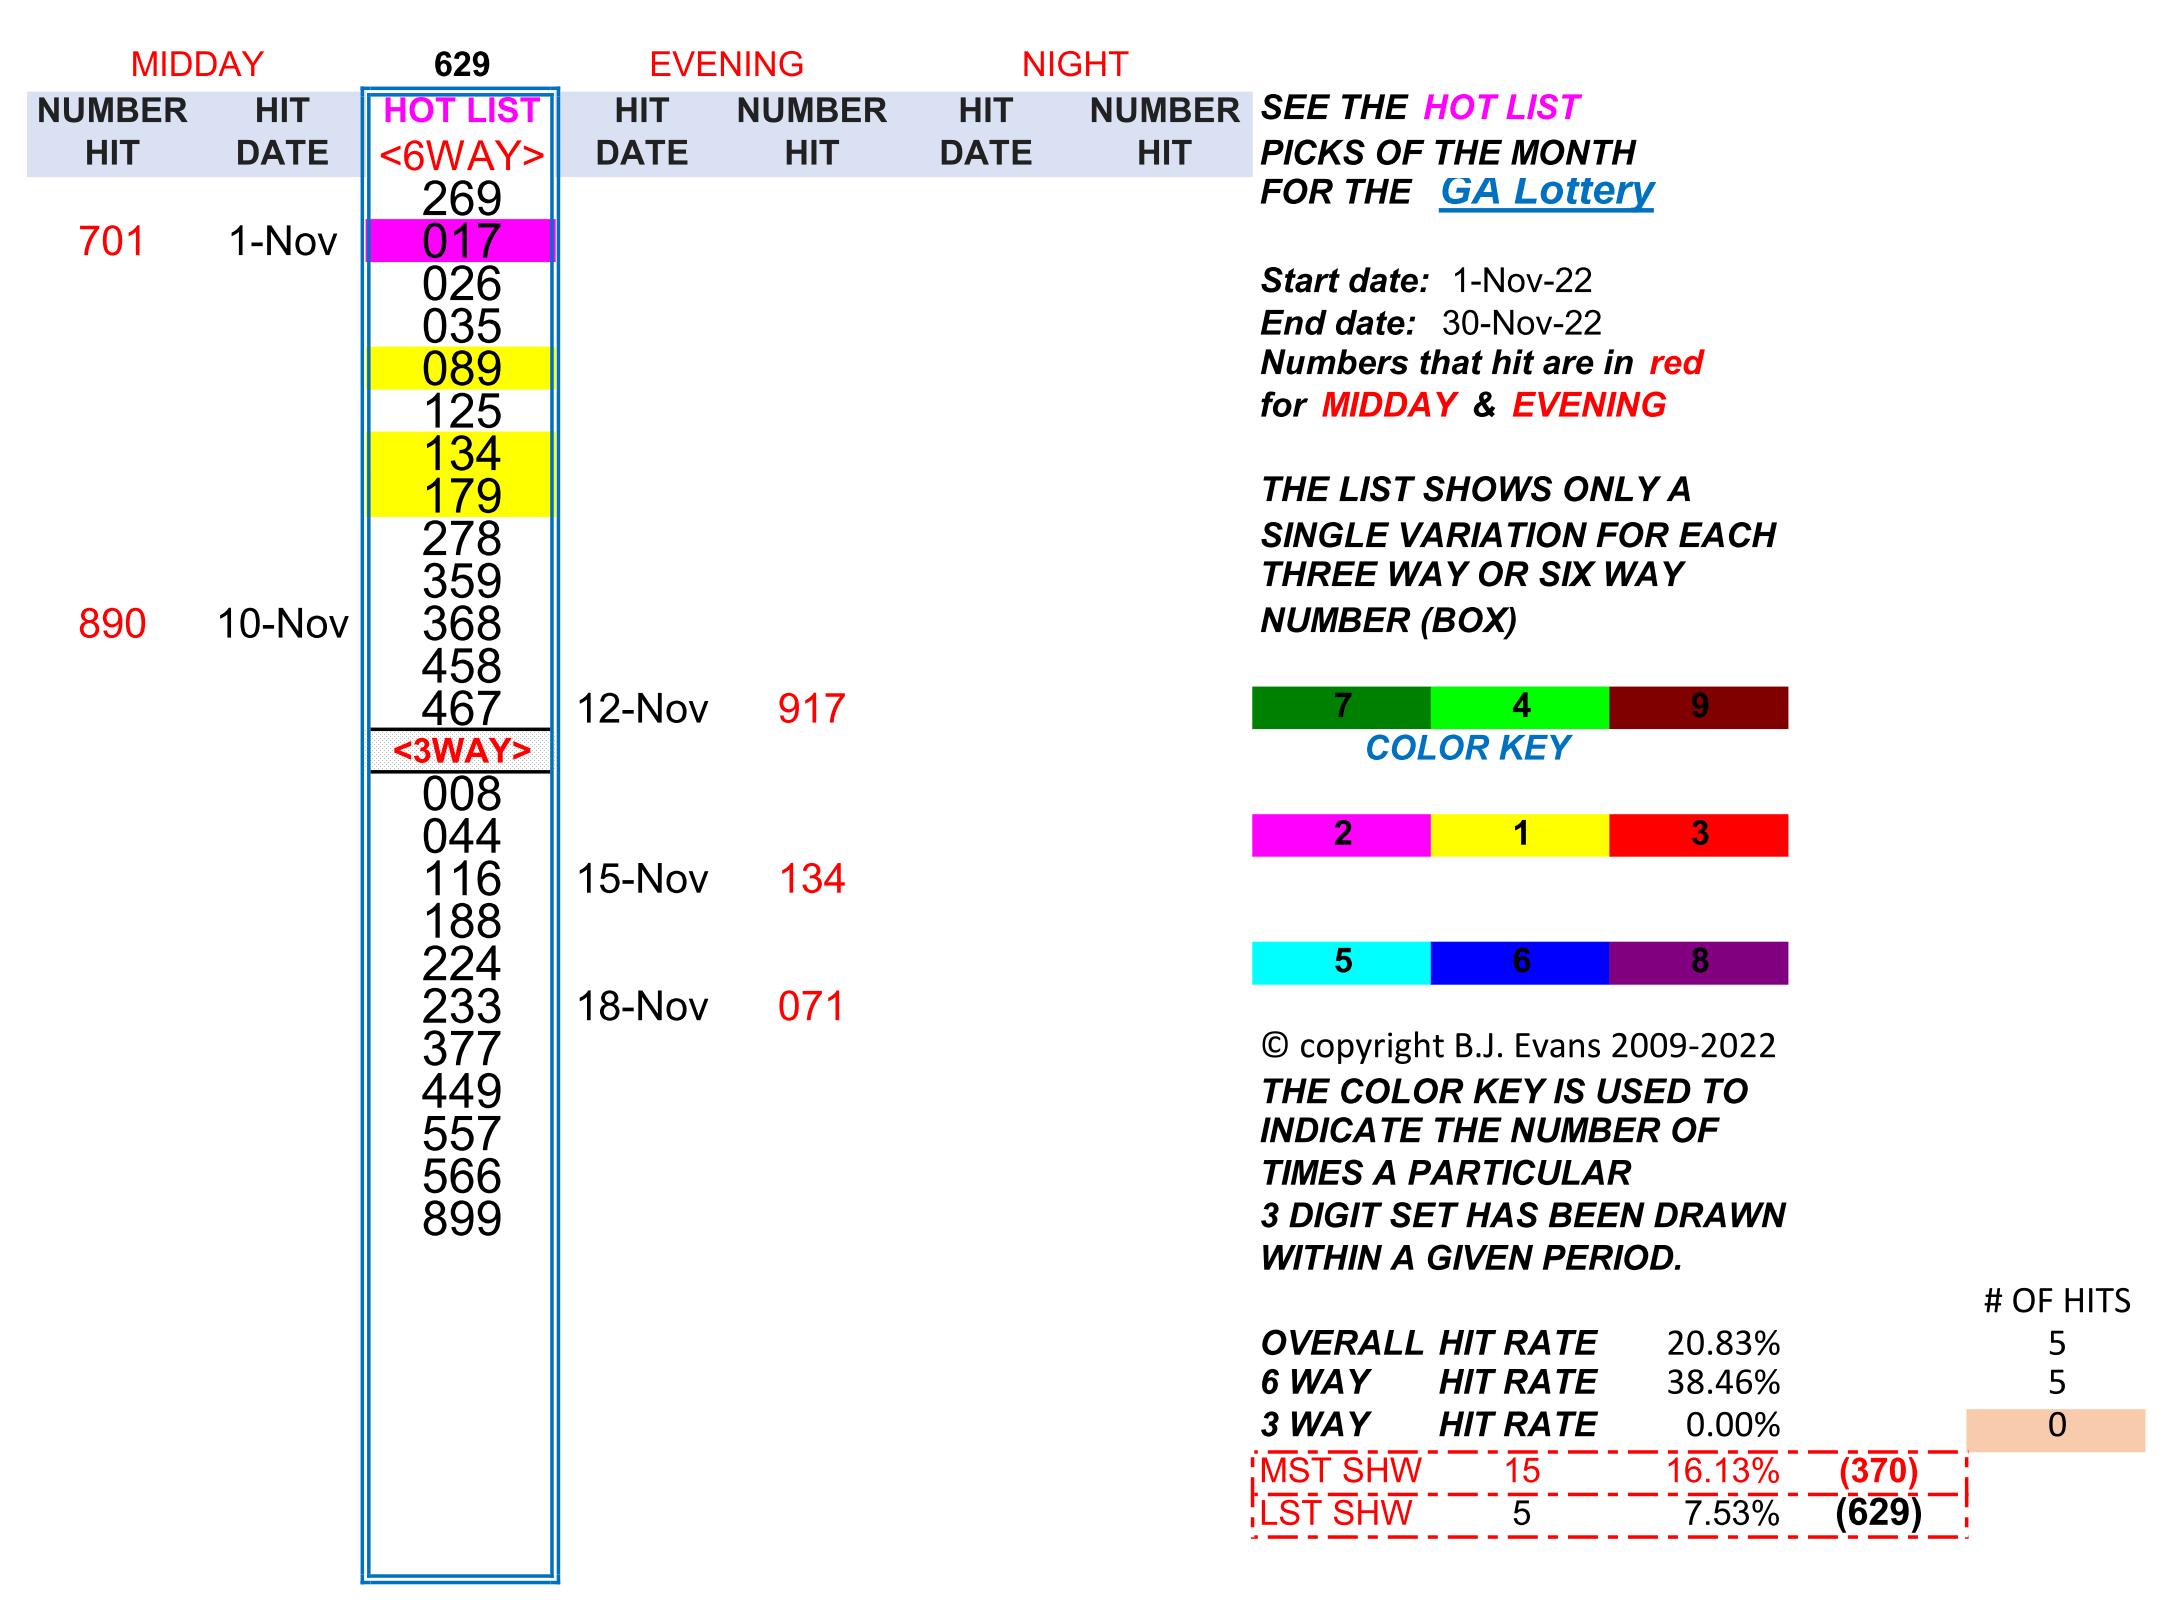 MIDDAY 629 EVENING NIGHT
NUMBER HIT HOT LIST HIT NUMBER HIT NUMBER SEE THE HOT LIST
HIT DATE <6WAY> DATE HIT DATE HIT PICKS OF THE MONTH
269 FOR THE GA Lottery
701 1-Nov 017
026 Start date: 1-Nov-22
035 End date: 30-Nov-22
089 Numbers that hit are in red
125 for MIDDAY & EVENING
134
179 THE LIST SHOWS ONLY A
278 SINGLE VARIATION FOR EACH
359 THREE WAY OR SIX WAY
890 10-Nov 368 NUMBER (BOX)
458
467 12-Nov 917 7 4 9
<3WAY> COLOR KEY
008
044 2 1 3
116 15-Nov 134
188
224 5 6 8
233 18-Nov 071
377 © copyright B.J. Evans 2009-2022
449 THE COLOR KEY IS USED TO
557 INDICATE THE NUMBER OF
566 TIMES A PARTICULAR
899 3 DIGIT SET HAS BEEN DRAWN
WITHIN A GIVEN PERIOD.
# OF HITS
OVERALL HIT RATE 20.83% 5
6 WAY HIT RATE 38.46% 5
3 WAY HIT RATE 0.00% 0
MST SHW 15 16.13% (370)
LST SHW 5 7.53% (629)